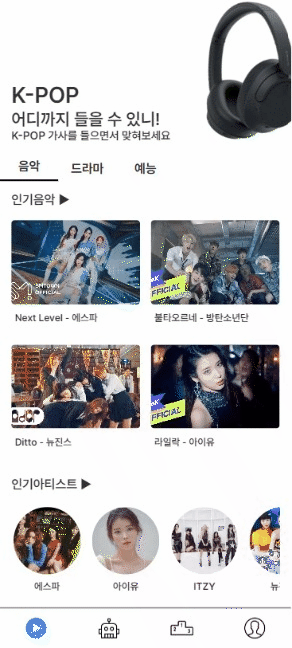 K-POP
어디까지 들을 수 있니!
K-POP 가사를 들으면서 맞혀보세요
음악 드라마 예능
인기음악 ▶
SMTOWN
OFFICIAL
OFFICIAL
Next Level - 에스파
불타오르네 - 방탄소년단
OFFICIAL
Ditto - 뉴진스
라일락 - 아이유
인기아티스트 ▶
에스파
아이유
ITZY
뉴
2 1 3